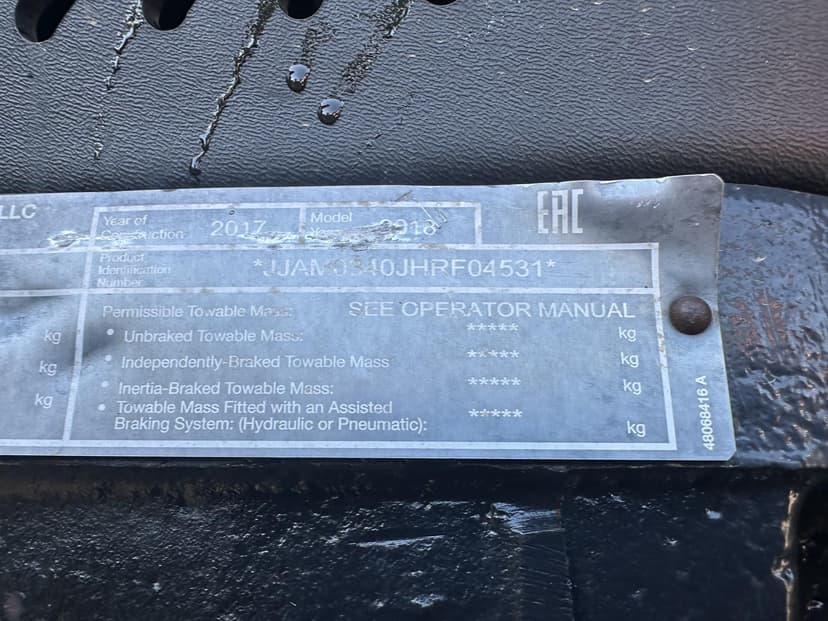 LLC
Year of Construction 2017 Model Year 2018
EAC
Product Identification Number *JJAM0340JHRF04531*
Permissible Towable Mass: SEE OPERATOR MANUAL
kg • Unbraked Towable Mass: ***** kg
kg • Independently-Braked Towable Mass ***** kg
kg • Inertia-Braked Towable Mass: ***** kg
• Towable Mass Fitted with an Assisted
Braking System: (Hydraulic or Pneumatic): ***** kg
48068416 A